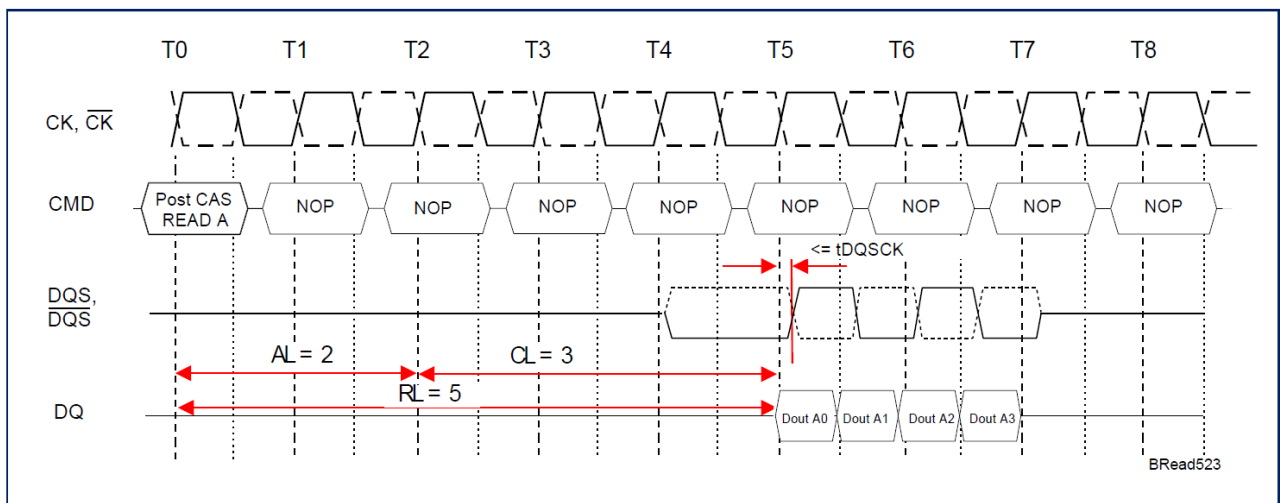 T0 T1 T2 T3 T4 T5 T6 T7 T8
CK, C̅K̅
CMD
Post CAS
READ A
NOP NOP NOP NOP NOP NOP NOP NOP
<= tDQSCK
DQS,
D̅Q̅S̅
AL = 2
CL = 3
RL = 5
DQ
Dout A0 Dout A1 Dout A2 Dout A3
BRead523